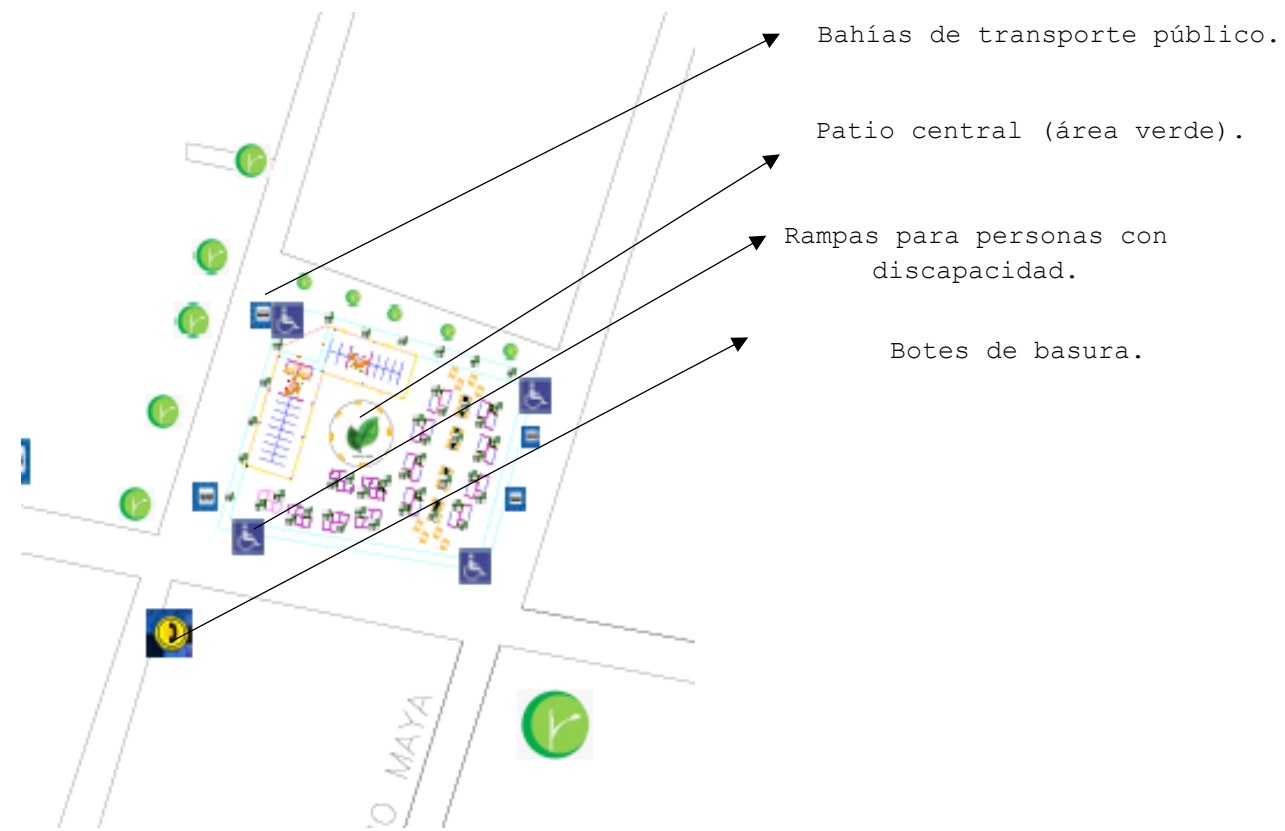 Bahías de transporte público.
Patio central (área verde).
Rampas para personas con
discapacidad.
Botes de basura.
MAYA